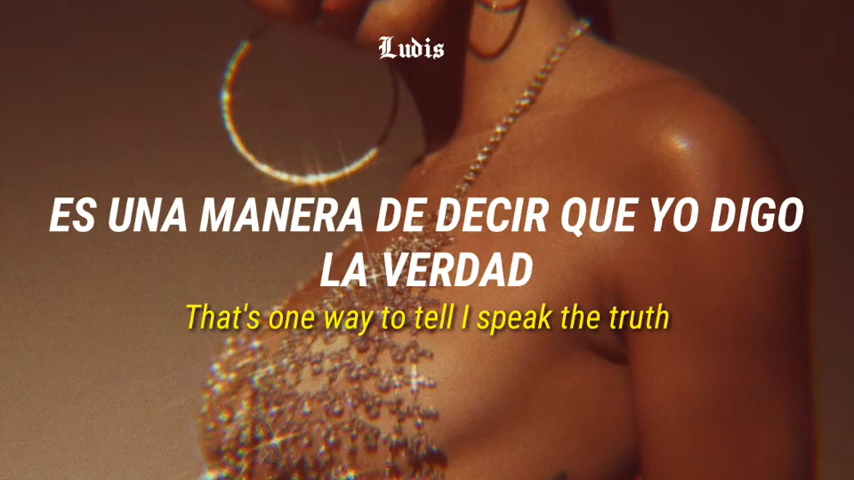 Ludis
ES UNA MANERA DE DECIR QUE YO DIGO
LA VERDAD
That's one way to tell I speak the truth